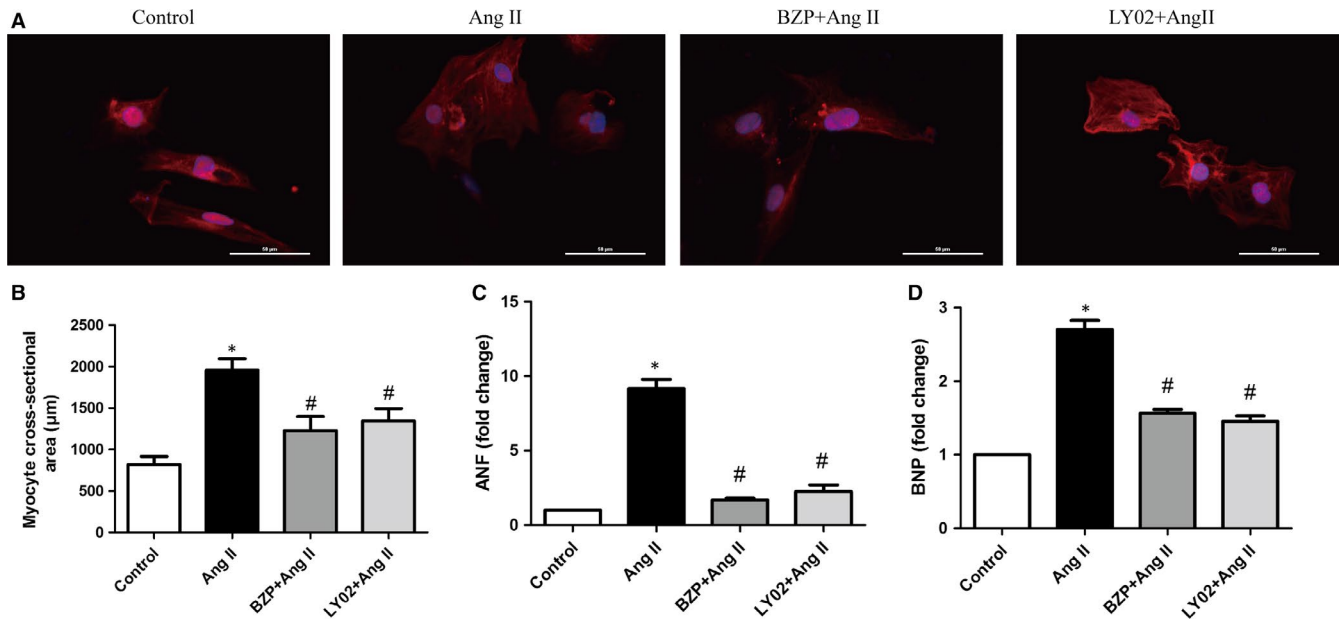 A
Control
Ang II
BZP+Ang II
LY02+AngII
50 µm
50 µm
50 µm
50 µm
B
Myocyte cross-sectional
area (µm)
2500
2000
1500
1000
500
0
*
#
#
Control
Ang II
BZP+Ang II
LY02+Ang II
C
ANF (fold change)
15
10
5
0
*
#
#
Control
Ang II
BZP+Ang II
LY02+Ang II
D
BNP (fold change)
3
2
1
0
*
#
#
Control
Ang II
BZP+Ang II
LY02+Ang II